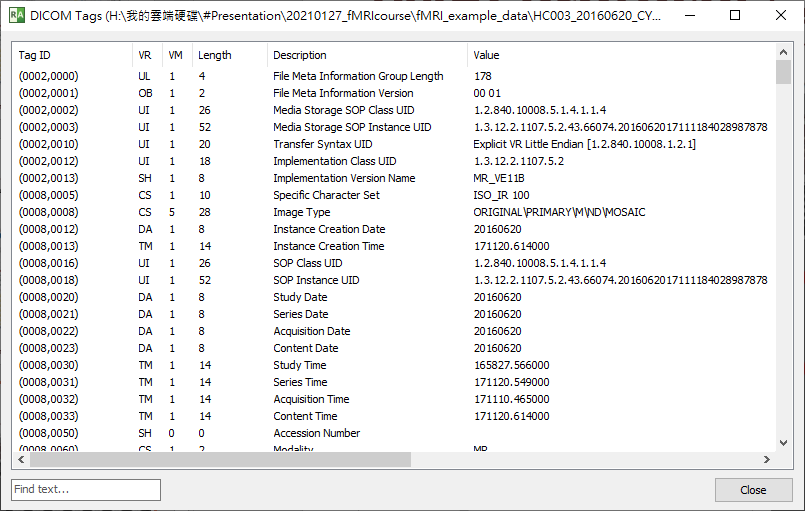 RA DICOM Tags (H:\我的雲端硬碟\#Presentation\20210127_fMRIcourse\fMRI_example_data\HC003_20160620_CY...
Tag ID VR VM Length Description Value
(0002,0000) UL 1 4 File Meta Information Group Length 178
(0002,0001) OB 1 2 File Meta Information Version 00 01
(0002,0002) UI 1 26 Media Storage SOP Class UID 1.2.840.10008.5.1.4.1.1.4
(0002,0003) UI 1 52 Media Storage SOP Instance UID 1.3.12.2.1107.5.2.43.66074.2016062017111184028987878
(0002,0010) UI 1 20 Transfer Syntax UID Explicit VR Little Endian [1.2.840.10008.1.2.1]
(0002,0012) UI 1 18 Implementation Class UID 1.3.12.2.1107.5.2
(0002,0013) SH 1 8 Implementation Version Name MR_VE11B
(0008,0005) CS 1 10 Specific Character Set ISO_IR 100
(0008,0008) CS 5 28 Image Type ORIGINAL\PRIMARY\M\ND\MOSAIC
(0008,0012) DA 1 8 Instance Creation Date 20160620
(0008,0013) TM 1 14 Instance Creation Time 171120.614000
(0008,0016) UI 1 26 SOP Class UID 1.2.840.10008.5.1.4.1.1.4
(0008,0018) UI 1 52 SOP Instance UID 1.3.12.2.1107.5.2.43.66074.2016062017111184028987878
(0008,0020) DA 1 8 Study Date 20160620
(0008,0021) DA 1 8 Series Date 20160620
(0008,0022) DA 1 8 Acquisition Date 20160620
(0008,0023) DA 1 8 Content Date 20160620
(0008,0030) TM 1 14 Study Time 165827.566000
(0008,0031) TM 1 14 Series Time 171120.549000
(0008,0032) TM 1 14 Acquisition Time 171110.465000
(0008,0033) TM 1 14 Content Time 171120.614000
(0008,0050) SH 0 0 Accession Number
(0008,0060) CS 1 2 Modality MR
Find text...
Close